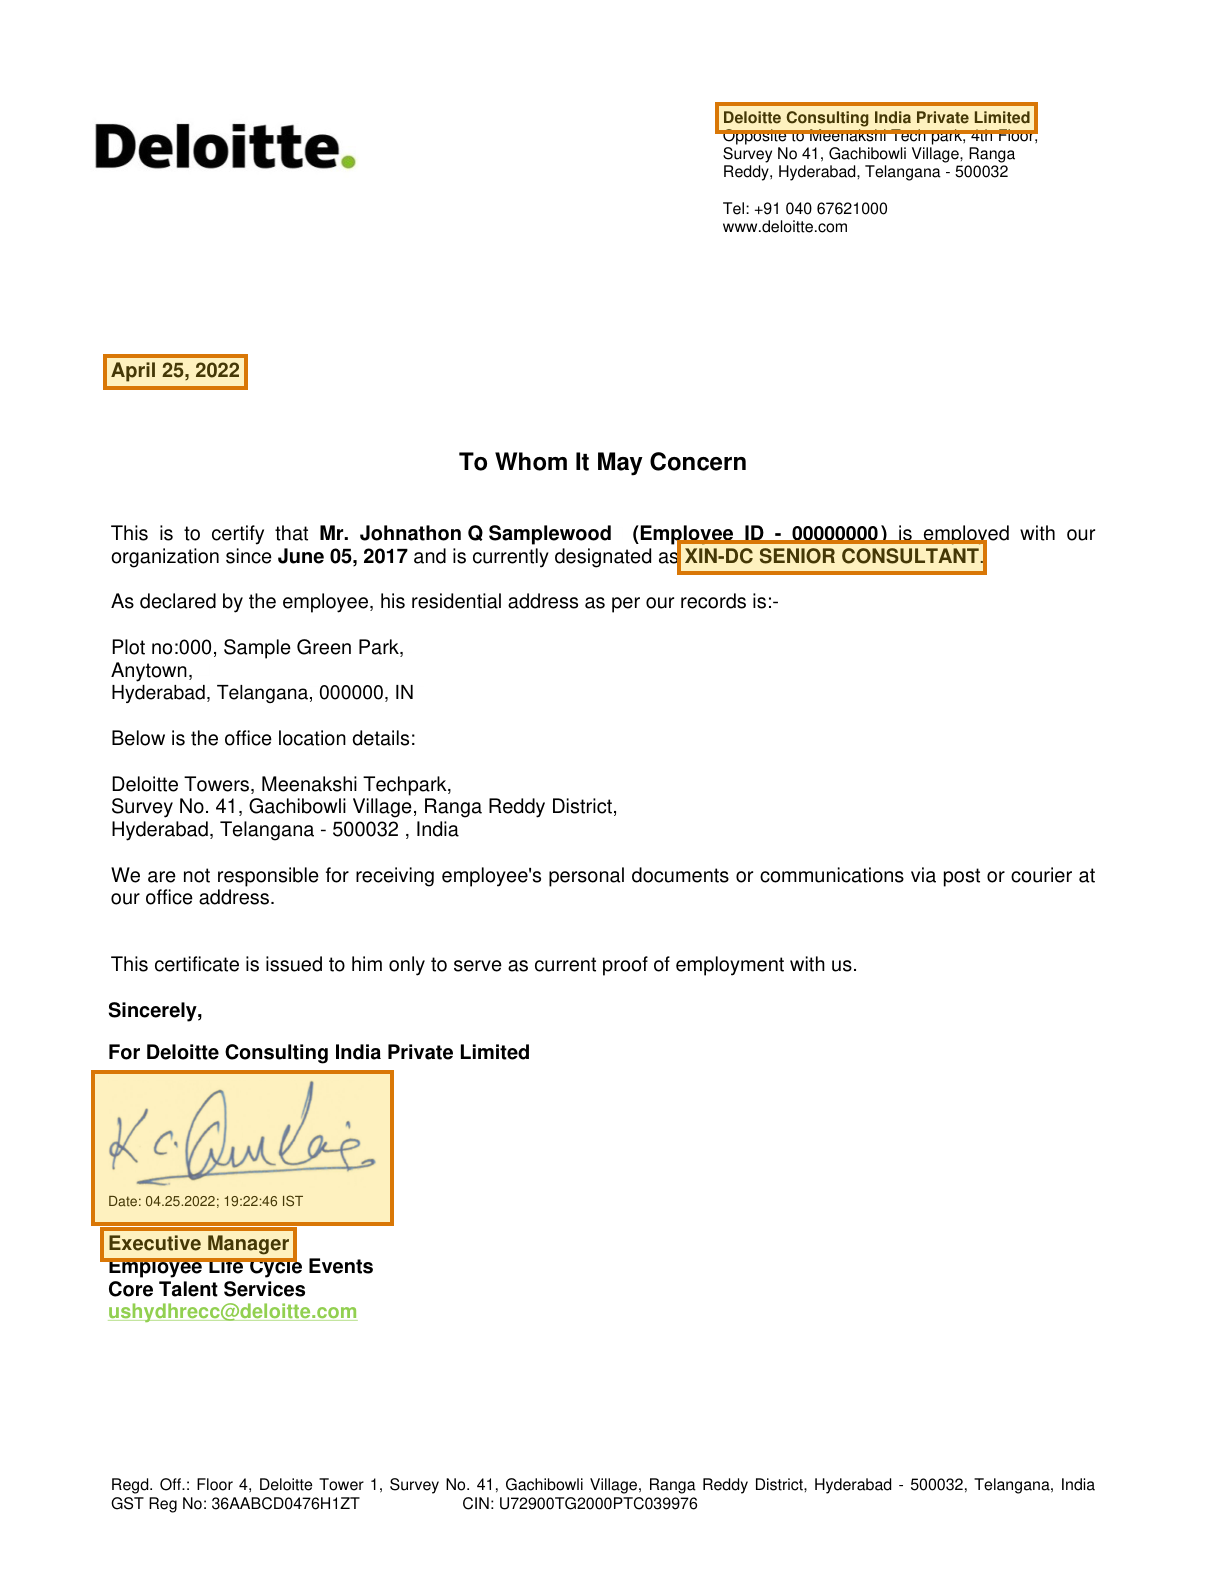 Deloitte.
Deloitte Consulting India Private Limited
Opposite to Meenakshi Tech park, 4th Floor,
Survey No 41, Gachibowli Village, Ranga
Reddy, Hyderabad, Telangana - 500032
Tel: +91 040 67621000
www.deloitte.com
April 25, 2022
To Whom It May Concern
This is to certify that Mr. Johnathon Q Samplewood (Employee ID - 00000000) is employed with our
organization since June 05, 2017 and is currently designated as XIN-DC SENIOR CONSULTANT.
As declared by the employee, his residential address as per our records is:-
Plot no:000, Sample Green Park,
Anytown,
Hyderabad, Telangana, 000000, IN
Below is the office location details:
Deloitte Towers, Meenakshi Techpark,
Survey No. 41, Gachibowli Village, Ranga Reddy District,
Hyderabad, Telangana - 500032 , India
We are not responsible for receiving employee's personal documents or communications via post or courier at
our office address.
This certificate is issued to him only to serve as current proof of employment with us.
Sincerely,
For Deloitte Consulting India Private Limited
K C.
Date: 04.25.2022; 19:22:46 IST
Executive Manager
Employee Life Cycle Events
Core Talent Services
ushydhrecc@deloitte.com
Regd. Off.: Floor 4, Deloitte Tower 1, Survey No. 41, Gachibowli Village, Ranga Reddy District, Hyderabad - 500032, Telangana, India
GST Reg No: 36AABCD0476H1ZT CIN: U72900TG2000PTC039976